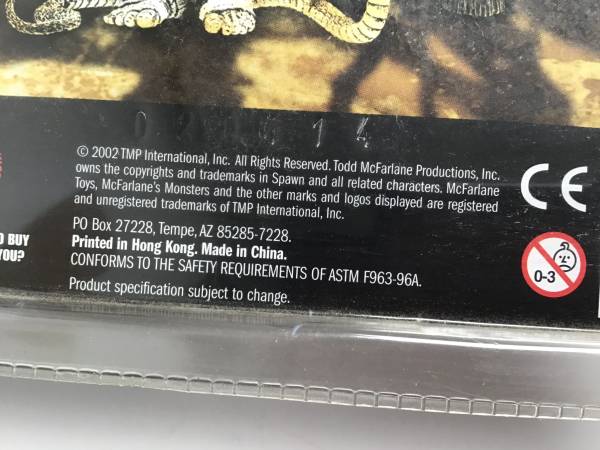 © 2002 TMP International, Inc. All Rights Reserved. Todd McFarlane Productions, Inc.
owns the copyrights and trademarks in Spawn and all related characters. McFarlane
Toys, McFarlane's Monsters and the other marks and logos displayed are registered
and unregistered trademarks of TMP International, Inc.
PO Box 27228, Tempe, AZ 85285-7228.
Printed in Hong Kong. Made in China.
CONFORMS TO THE SAFETY REQUIREMENTS OF ASTM F963-96A.
Product specification subject to change.
BUY
YOU?
CE
0-3